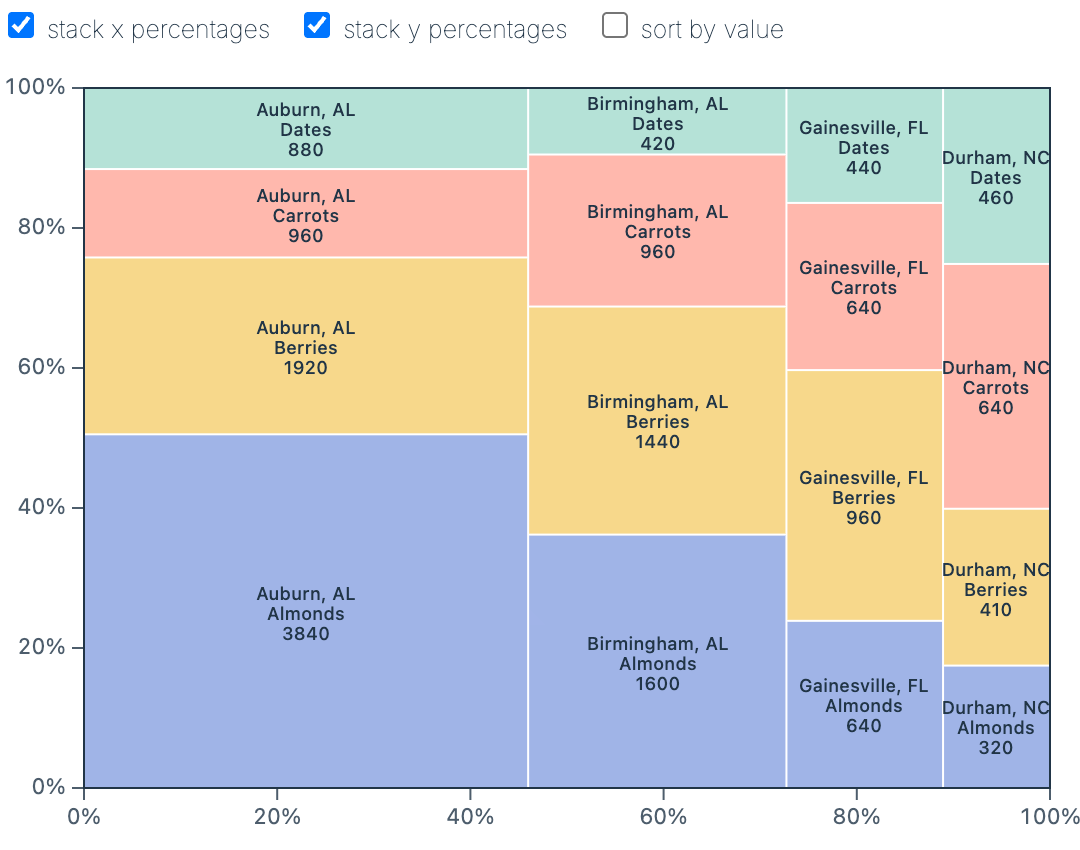 stack x percentages
stack y percentages
sort by value
100%
80%
60%
40%
20%
0%
Auburn, AL
Dates
880
Auburn, AL
Carrots
960
Auburn, AL
Berries
1920
Auburn, AL
Almonds
3840
Birmingham, AL
Dates
420
Birmingham, AL
Carrots
960
Birmingham, AL
Berries
1440
Birmingham, AL
Almonds
1600
Gainesville, FL
Dates
440
Gainesville, FL
Carrots
640
Gainesville, FL
Berries
960
Gainesville, FL
Almonds
640
Durham, NC
Dates
460
Durham, NC
Carrots
640
Durham, NC
Berries
410
Durham, NC
Almonds
320
0%
20%
40%
60%
80%
100%